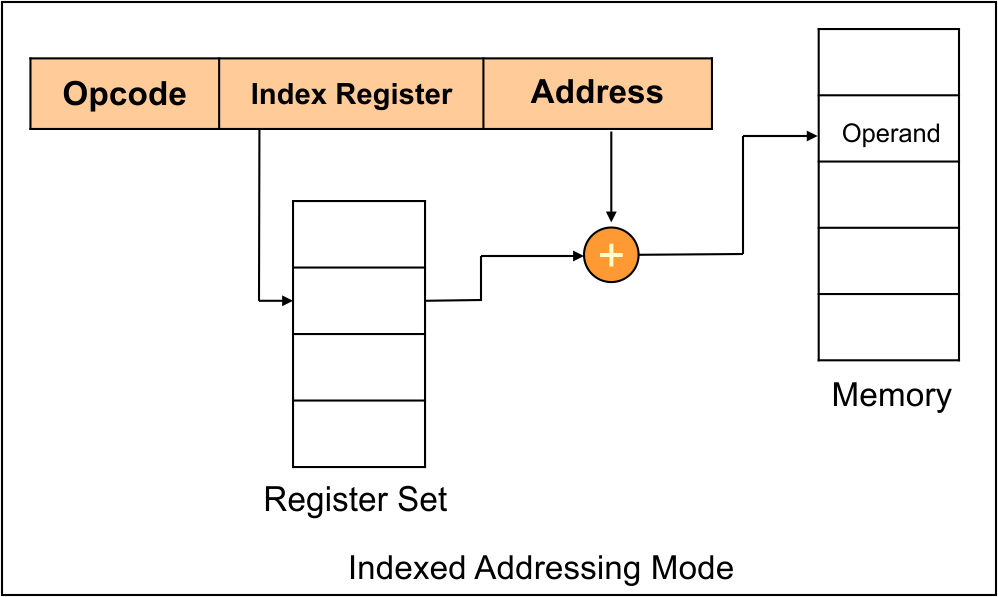 Opcode
Index Register
Address
Operand
+
Memory
Register Set
Indexed Addressing Mode